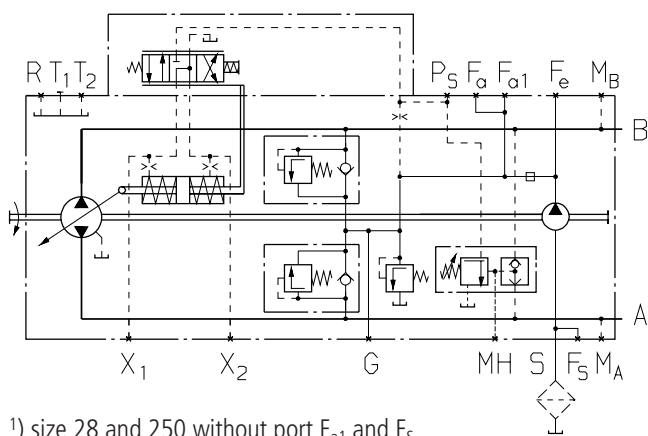 R T1 T2 PS Fa Fa1 Fe MB
B
A
X1 X2 G MH S FS MA
1) size 28 and 250 without port Fa1 and FS